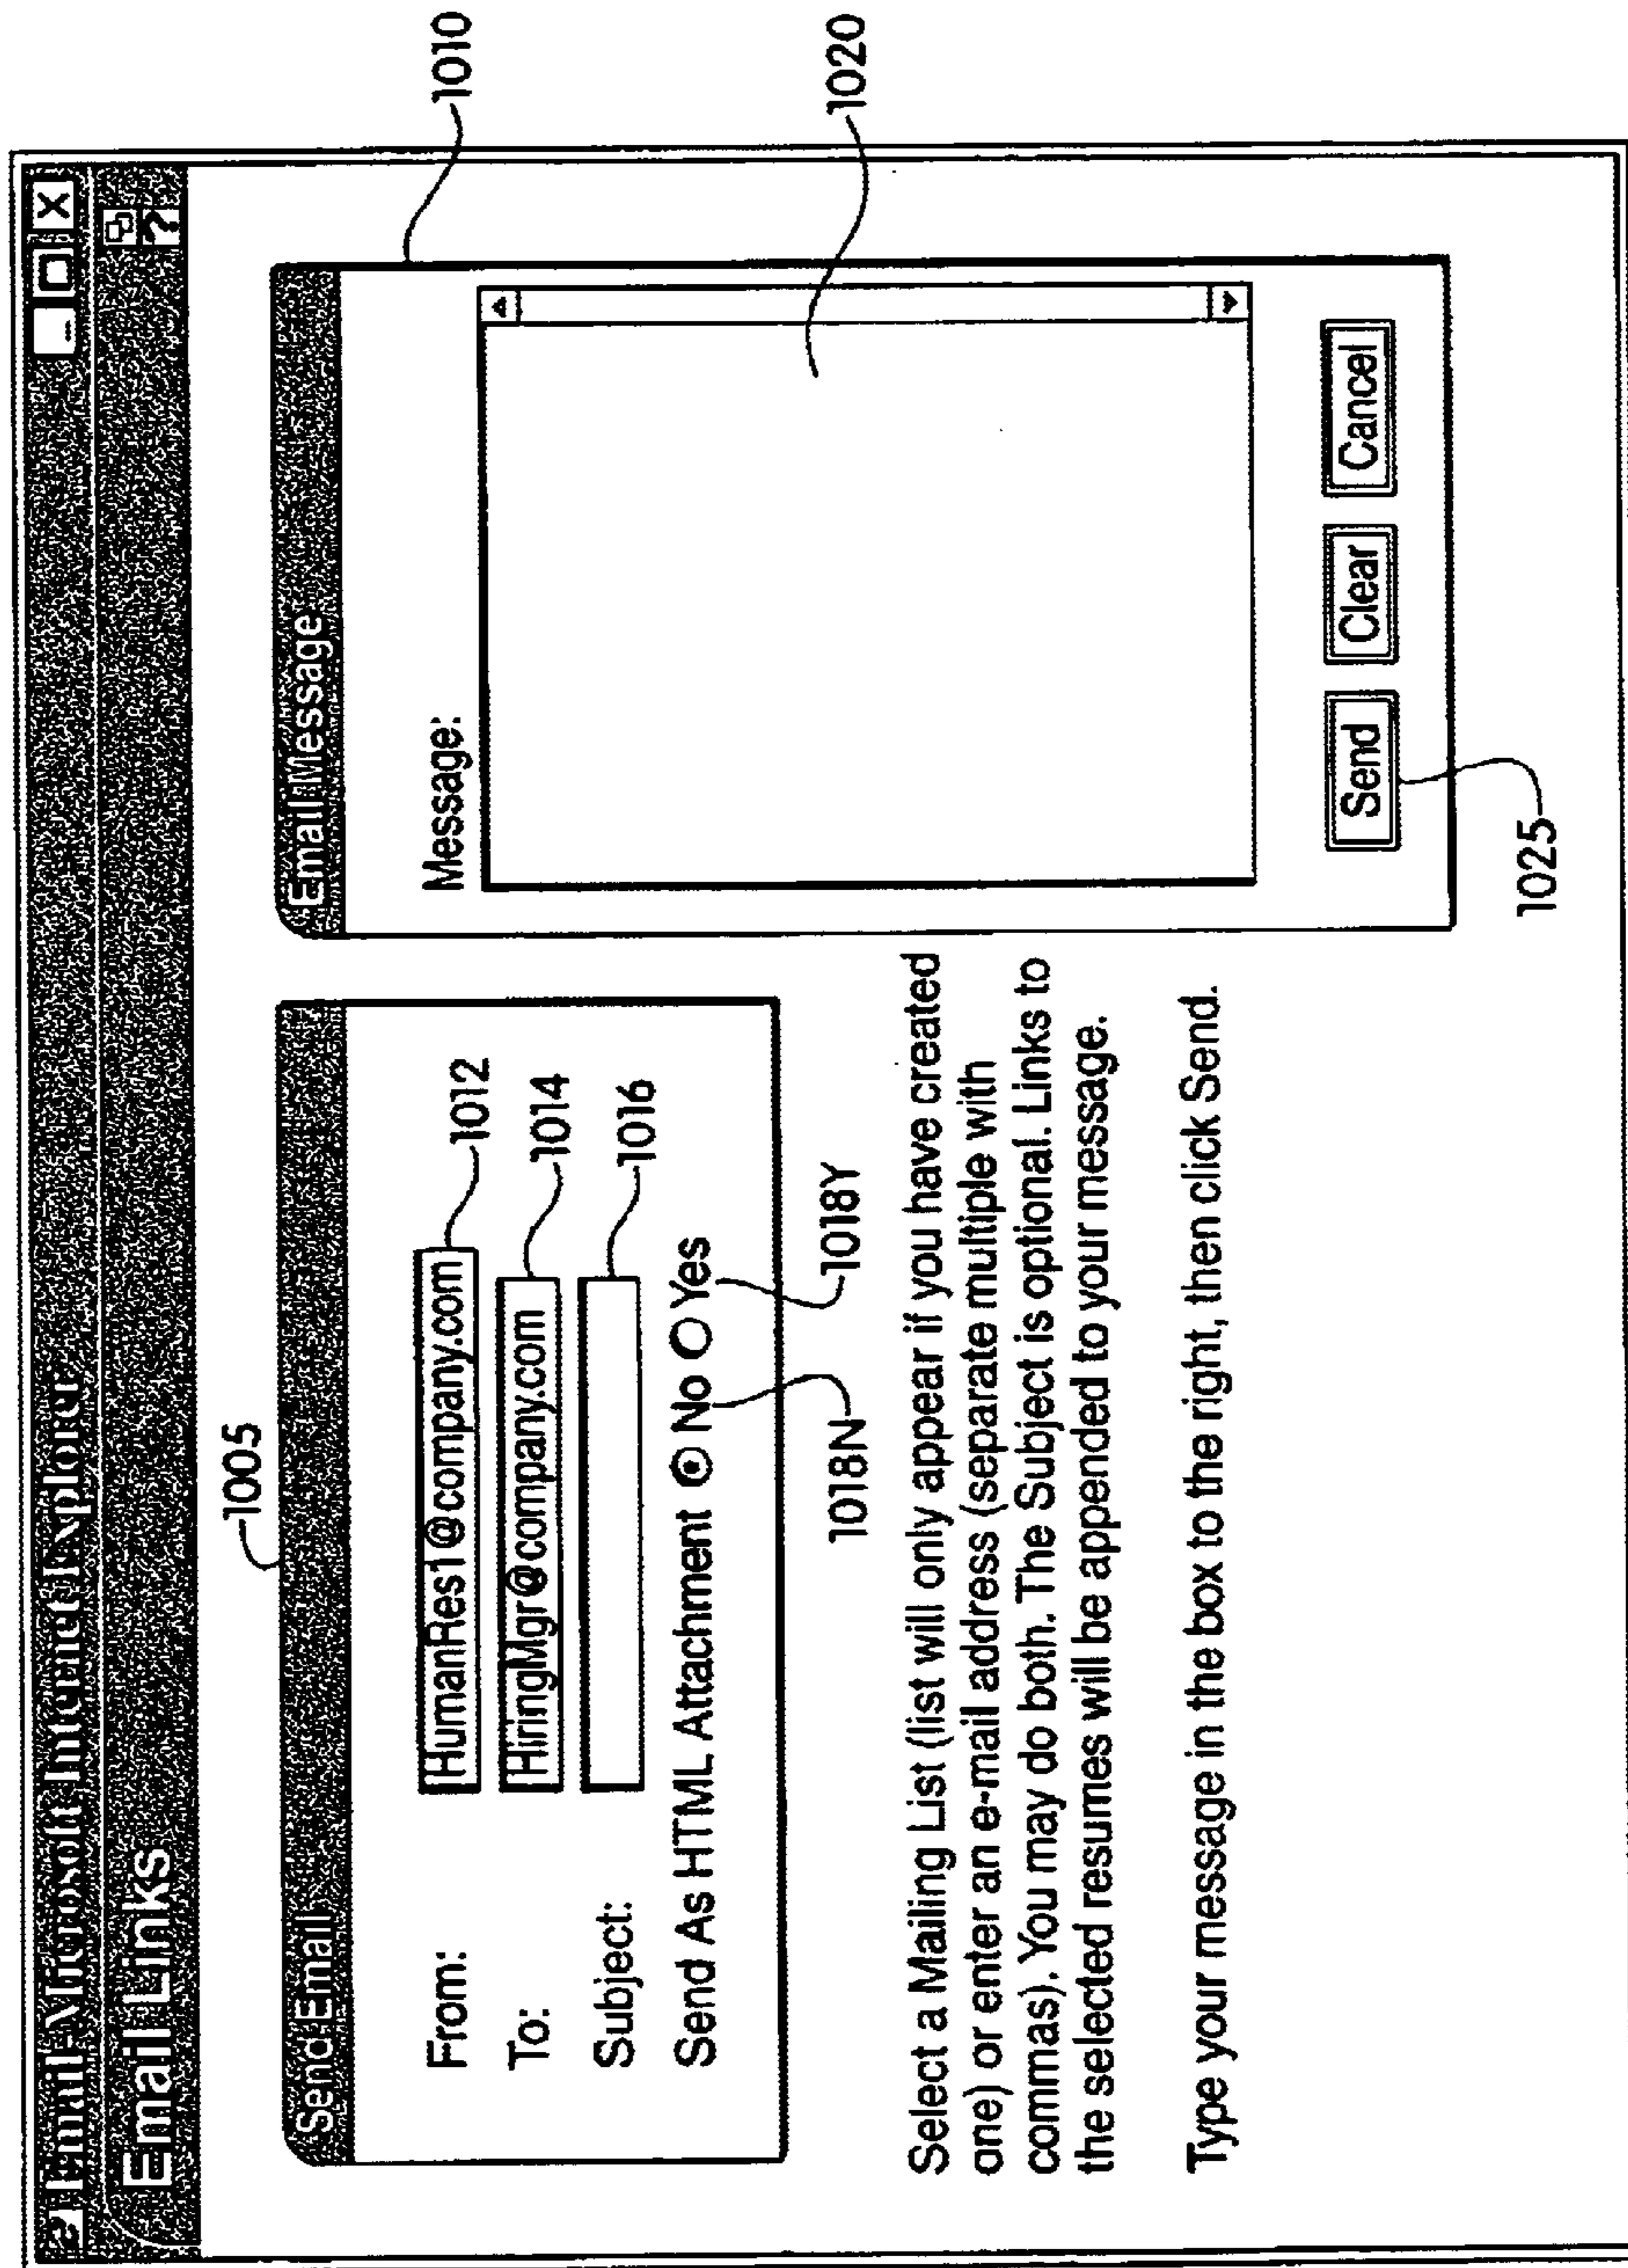 Email-Microsoft Internet Explorer
Email Links
?
1005
Send Email
From:
HumanRes1@company.com
1012
To:
HiringMgr@company.com
1014
Subject:
1016
Send As HTML Attachment No Yes
1018N
1018Y
Select a Mailing List (list will only appear if you have created
one) or enter an e-mail address (separate multiple with
commas). You may do both. The Subject is optional. Links to
the selected resumes will be appended to your message.
Type your message in the box to the right, then click Send.
Email Message
1010
Message:
1020
Send
Clear
Cancel
1025